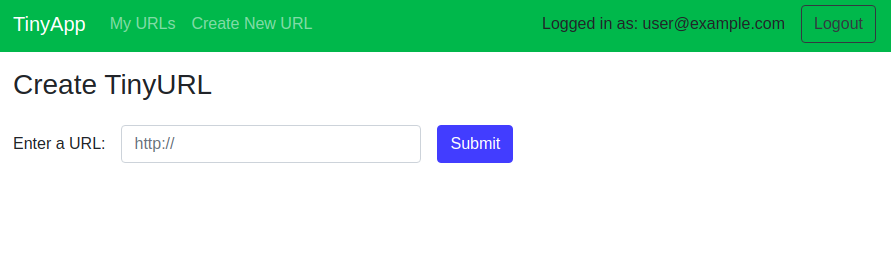 TinyApp My URLs Create New URL Logged in as: user@example.com Logout
Create TinyURL
Enter a URL: http:// Submit